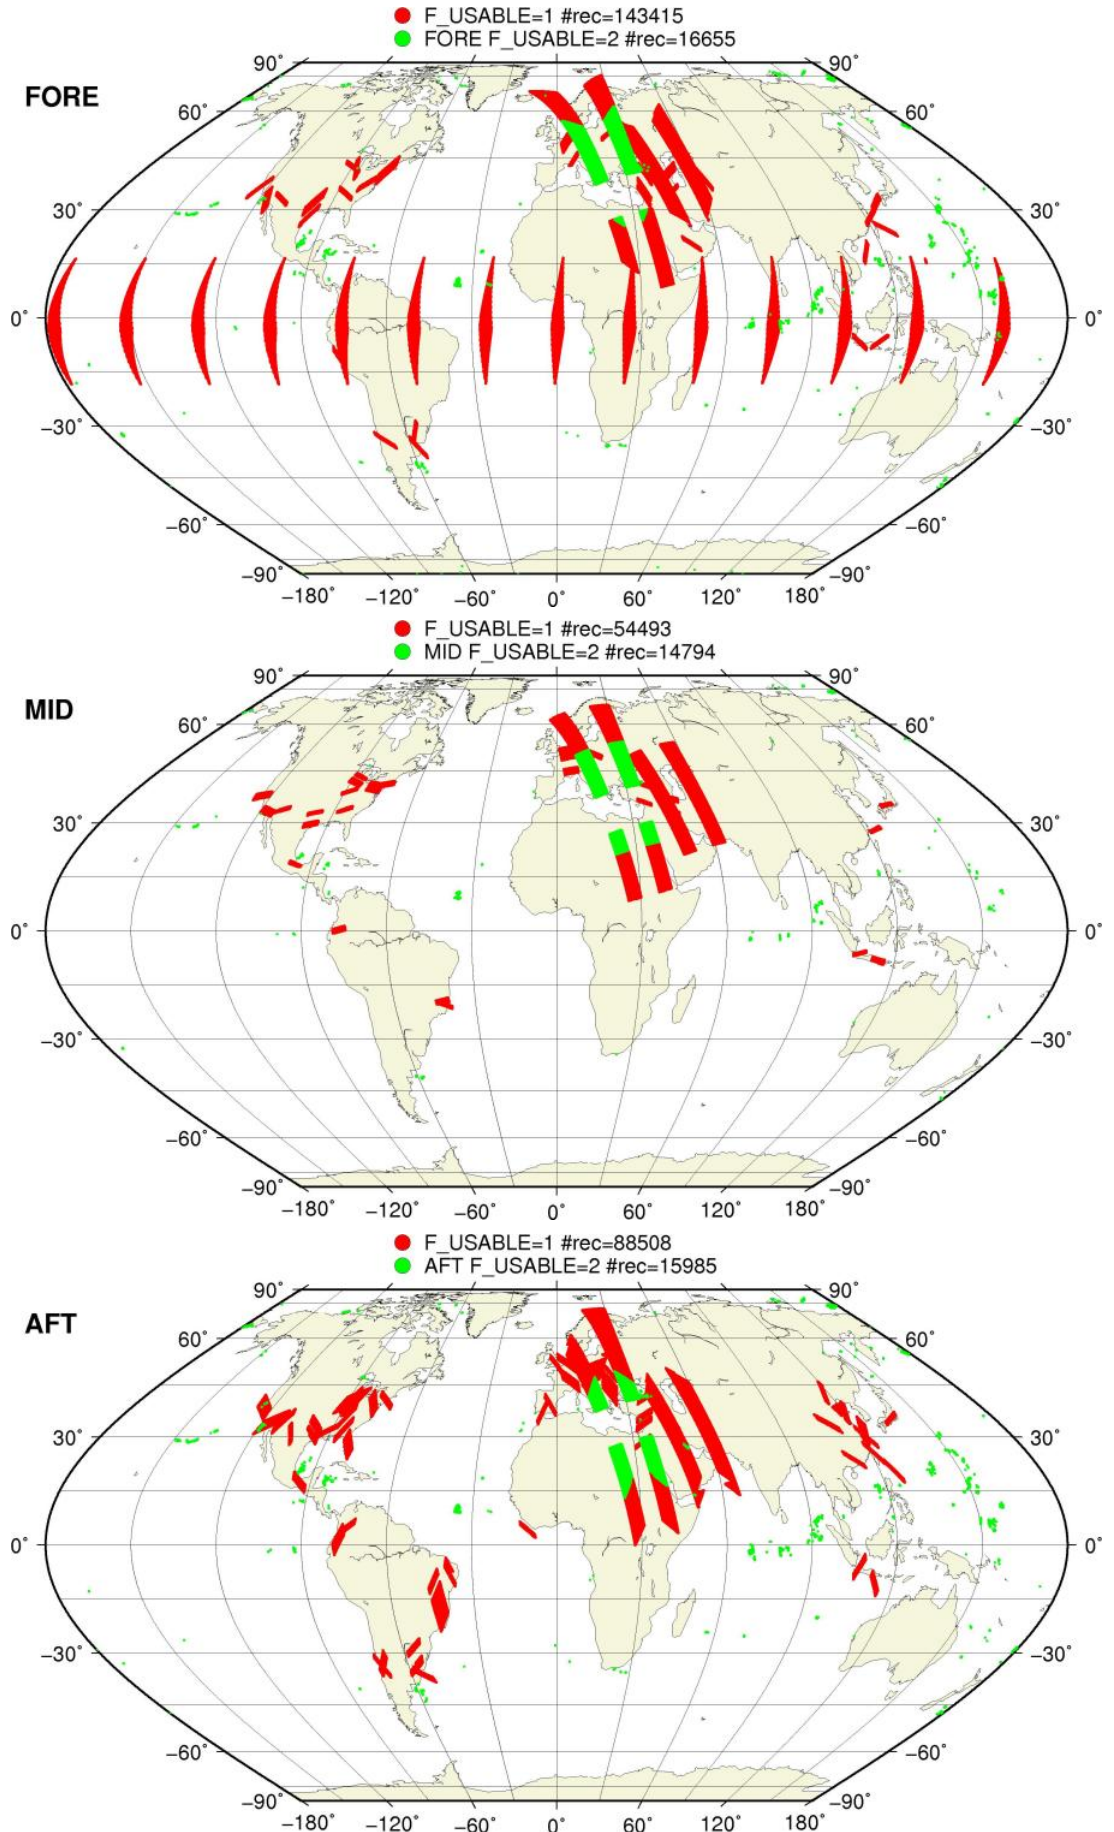 F_USABLE=1 #rec=143415
FORE F_USABLE=2 #rec=16655
FORE
90° 90°
60° 60°
30° 30°
0° 0°
−30° −30°
−60° −60°
−90° −90°
−180° −120° −60° 0° 60° 120° 180°
F_USABLE=1 #rec=54493
MID F_USABLE=2 #rec=14794
MID
90° 90°
60° 60°
30° 30°
0° 0°
−30° −30°
−60° −60°
−90° −90°
−180° −120° −60° 0° 60° 120° 180°
F_USABLE=1 #rec=88508
AFT F_USABLE=2 #rec=15985
AFT
90° 90°
60° 60°
30° 30°
0° 0°
−30° −30°
−60° −60°
−90° −90°
−180° −120° −60° 0° 60° 120° 180°